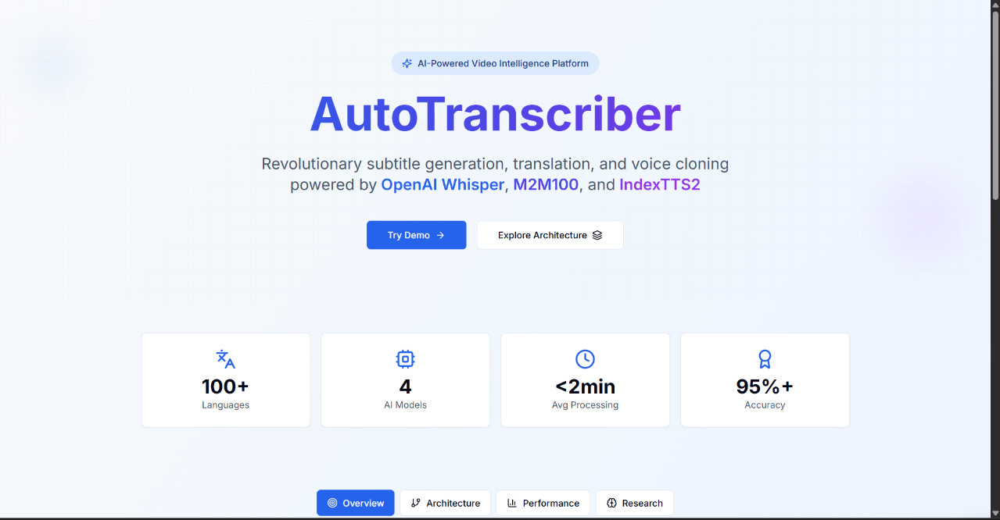 AI-Powered Video Intelligence Platform
AutoTranscriber
Revolutionary subtitle generation, translation, and voice cloning
powered by OpenAI Whisper, M2M100, and IndexTTS2
Try Demo
Explore Architecture
100+
Languages
4
AI Models
<2min
Avg Processing
95%+
Accuracy
Overview
Architecture
Performance
Research